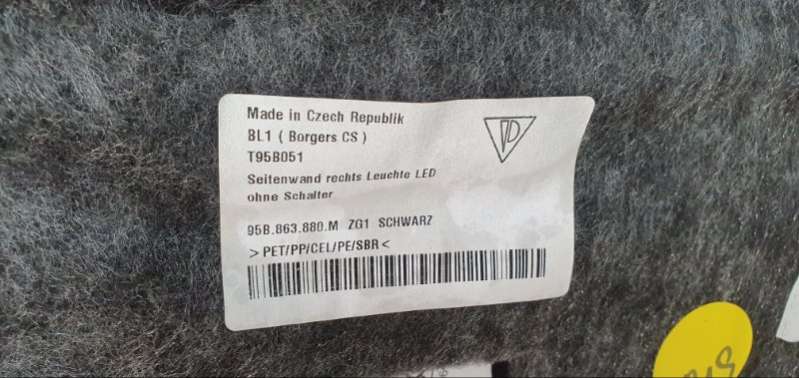 Made in Czech Republik
BL1 ( Borgers CS )
T95B051
Seitenwand rechts Leuchte LED
ohne Schalter
95B.863.880.M ZG1 SCHWARZ
> PET/PP/CEL/PE/SBR <